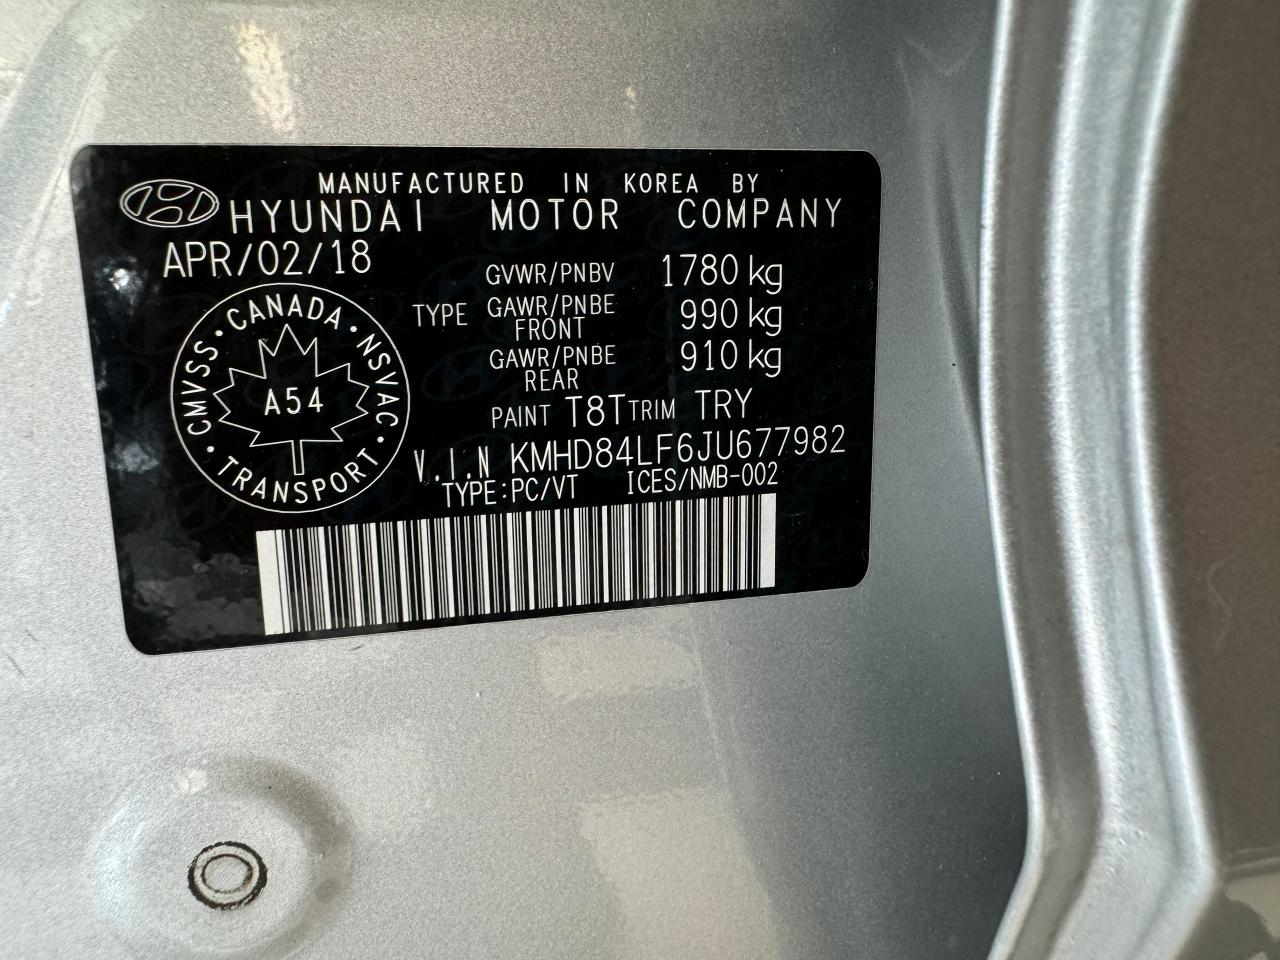 MANUFACTURED IN KOREA BY
HYUNDAI MOTOR COMPANY
APR/02/18
GVWR/PNBV 1780 kg
TYPE GAWR/PNBE FRONT 990 kg
GAWR/PNBE REAR 910 kg
PAINT T8T TRIM TRY
V.I.N KMHD84LF6JU677982
TYPE:PC/VT ICES/NMB-002
CMVSS · CANADA · NSVAC · TRANSPORT ·
A54